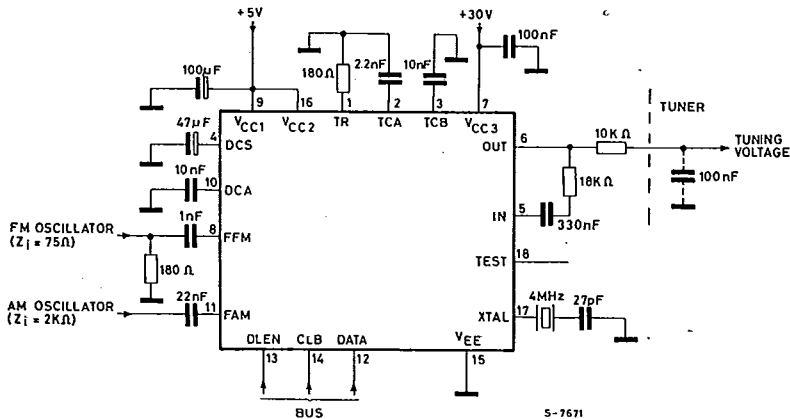 +5V
+30V
100nF
100µF
180Ω
2.2nF
10nF
9
16
1
2
3
7
VCC1
VCC2
TR
TCA
TCB
VCC3
TUNER
47µF
4
DCS
OUT
6
10KΩ
TUNING
VOLTAGE
10nF
10
DCA
18KΩ
100nF
1nF
IN
5
330nF
FM OSCILLATOR
(Zi = 75Ω)
8
FFM
TEST
18
180Ω
22nF
XTAL
17
4MHz
27pF
AM OSCILLATOR
(Zi = 2KΩ)
11
FAM
DLEN
CLB
DATA
VEE
13
14
12
15
BUS
S-7671